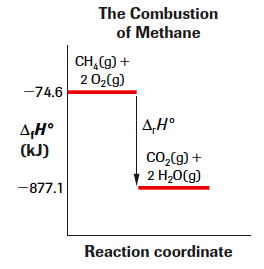 The Combustion
of Methane
CH₄(g) +
2 O₂(g)
−74.6
ΔfH°
(kJ)
ΔrH°
CO₂(g) +
2 H₂O(g)
−877.1
Reaction coordinate